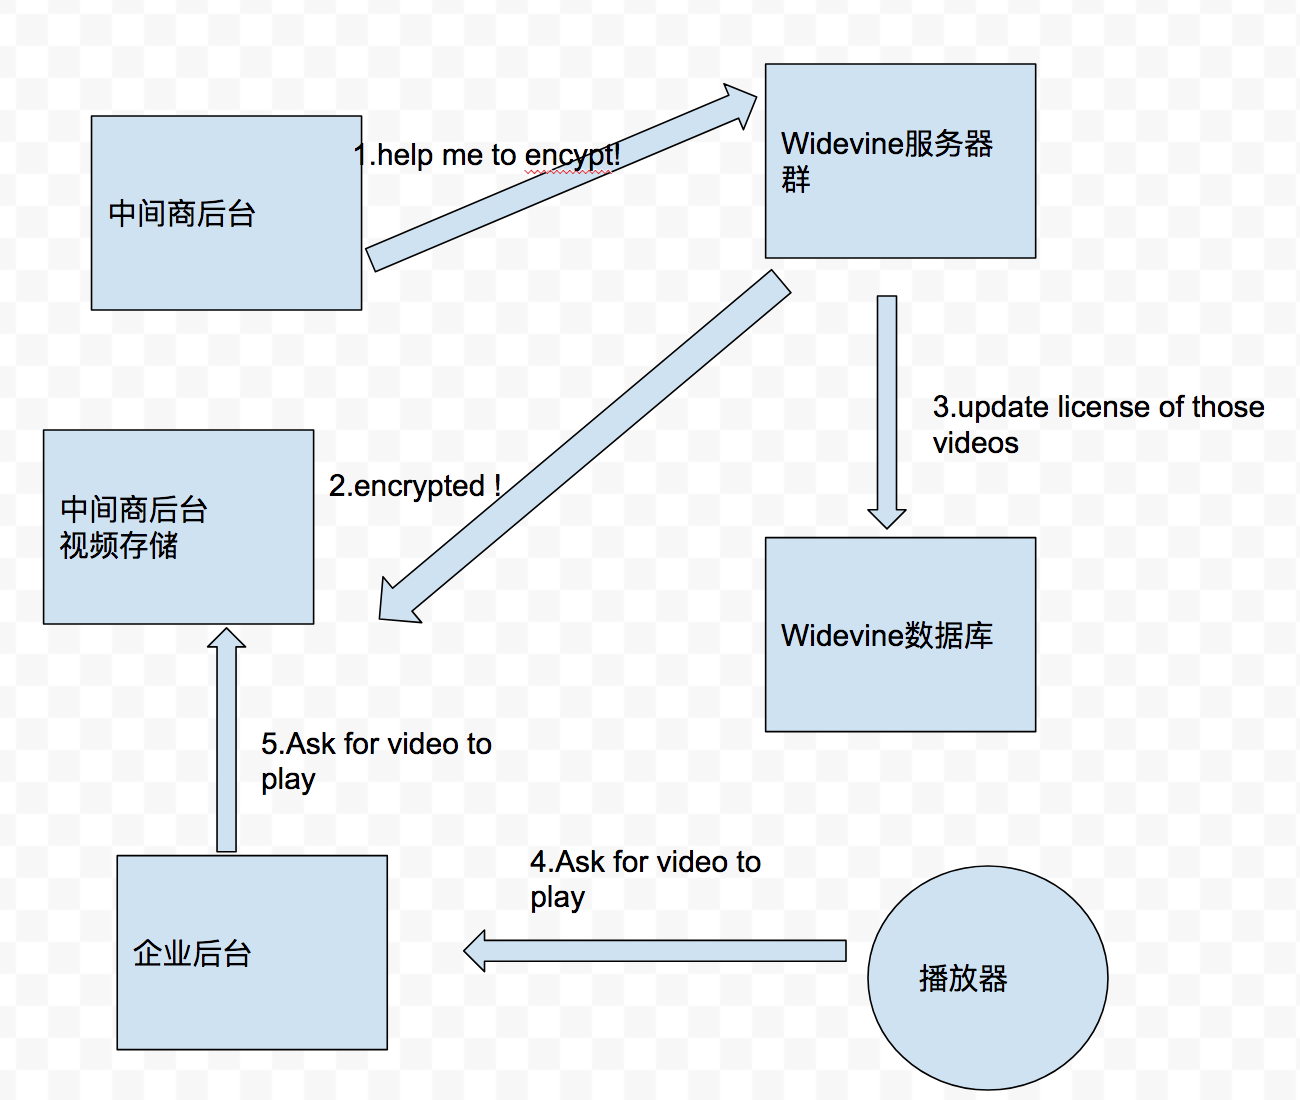 Widevine服务器
群
1.help me to encypt!
中间商后台
3.update license of those
videos
2.encrypted !
中间商后台
视频存储
Widevine数据库
5.Ask for video to
play
4.Ask for video to
play
企业后台
播放器